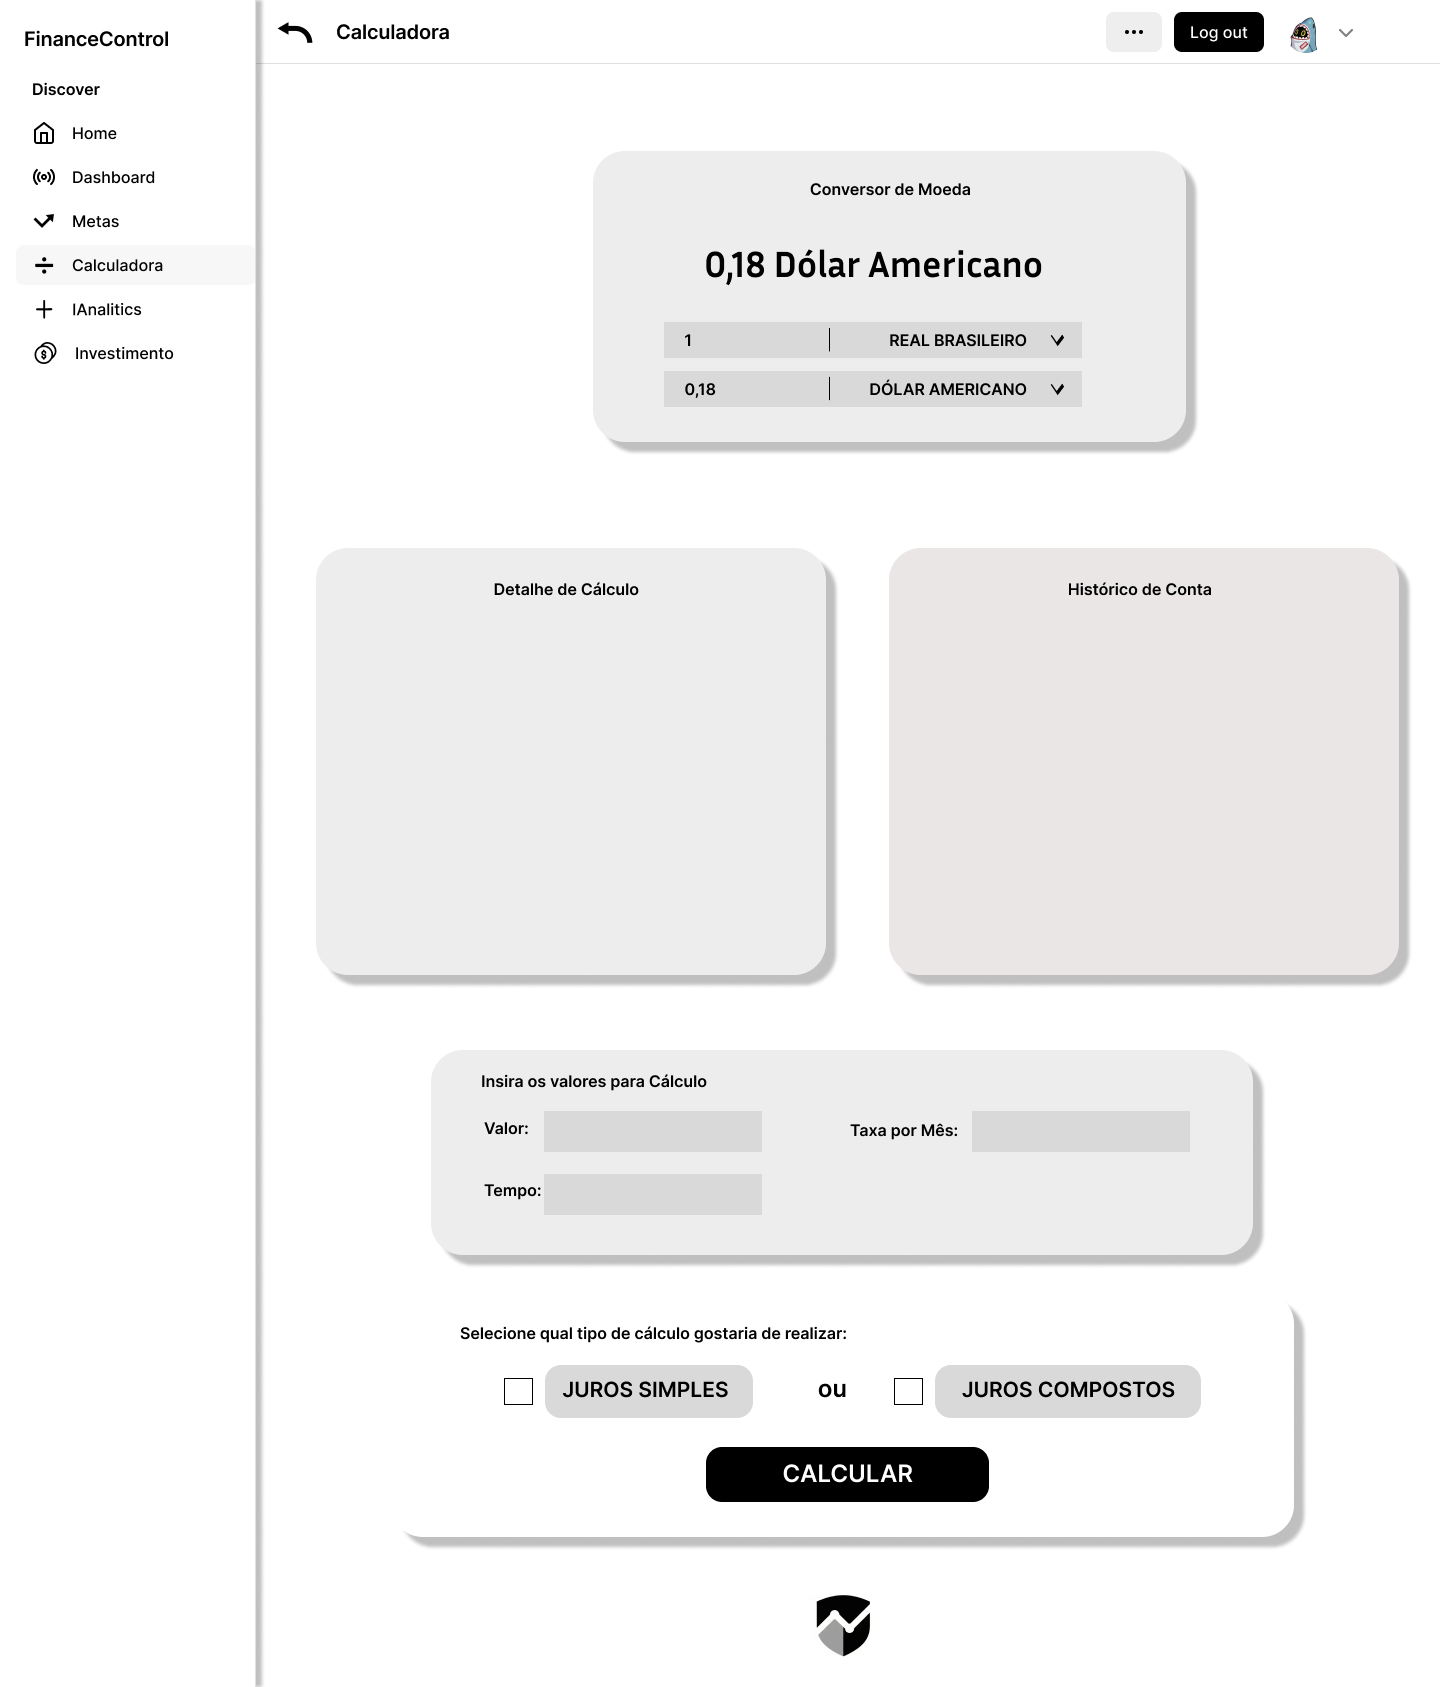 FinanceControl
Discover
Home
Dashboard
Metas
Calculadora
IAnalitics
Investimento
Calculadora
Log out
Conversor de Moeda
0,18 Dólar Americano
1 REAL BRASILEIRO
0,18 DÓLAR AMERICANO
Detalhe de Cálculo
Histórico de Conta
Insira os valores para Cálculo
Valor:
Taxa por Mês:
Tempo:
Selecione qual tipo de cálculo gostaria de realizar:
JUROS SIMPLES ou JUROS COMPOSTOS
CALCULAR